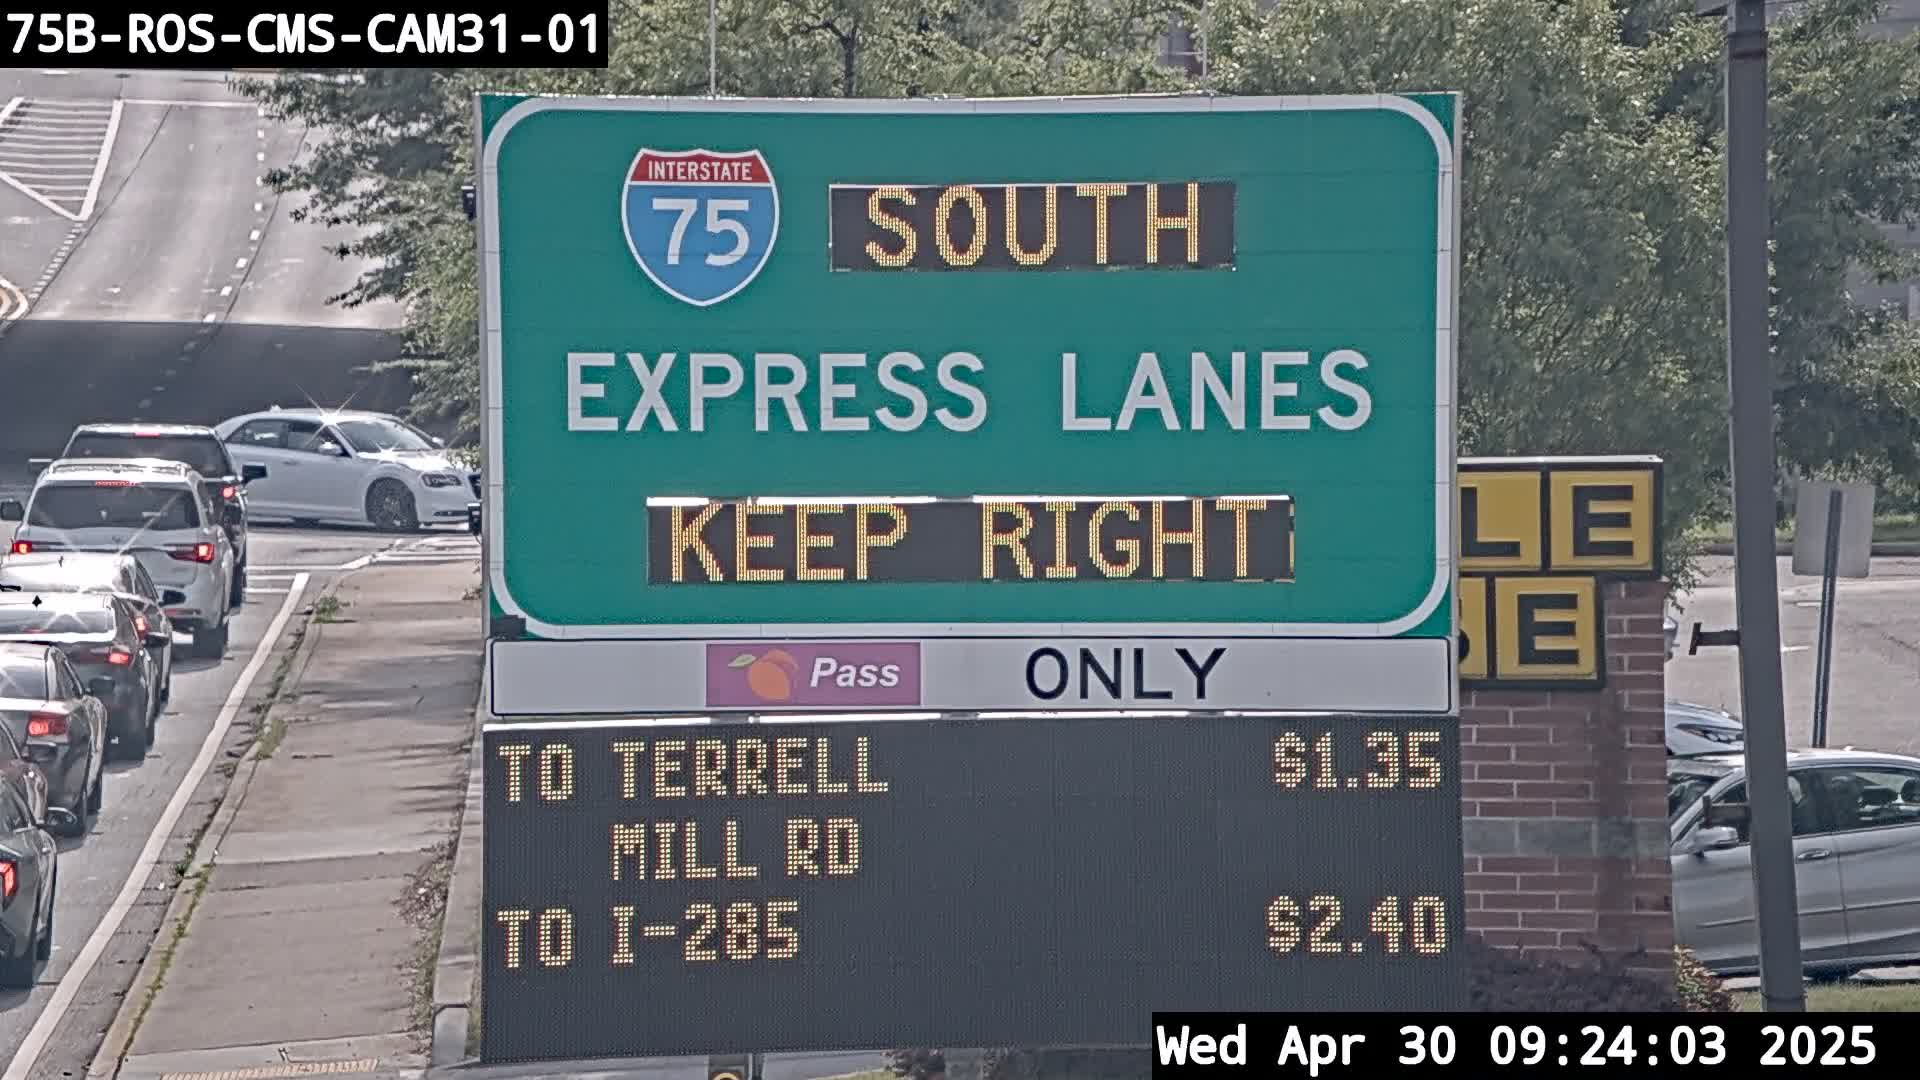 75B-ROS-CMS-CAM31-01
INTERSTATE
75
SOUTH
EXPRESS LANES
KEEP RIGHT
Pass ONLY
TO TERRELL $1.35
MILL RD
TO I-285 $2.40
LE
E
Wed Apr 30 09:24:03 2025